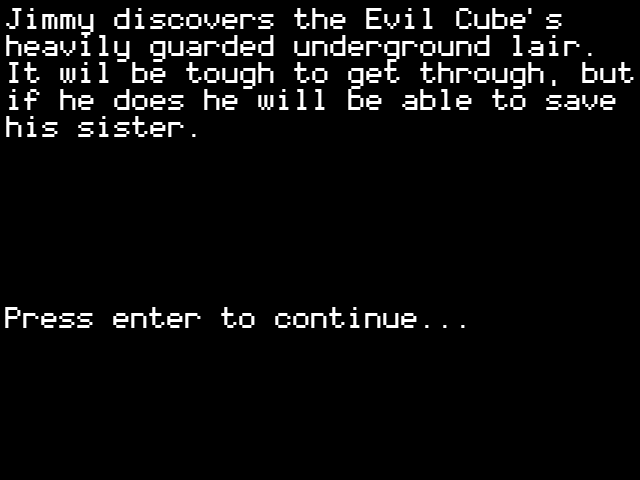 Jimmy discovers the Evil Cube's
heavily guarded underground lair.
It wil be tough to get through, but
if he does he will be able to save
his sister.
Press enter to continue...